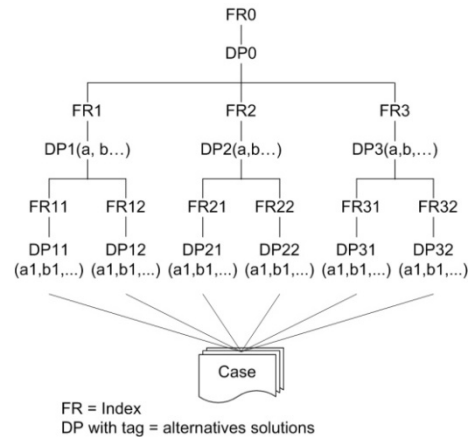 FR0
DP0
FR1 FR2 FR3
DP1(a, b…) DP2(a,b…) DP3(a,b,…)
FR11 FR12 FR21 FR22 FR31 FR32
DP11 DP12 DP21 DP22 DP31 DP32
(a1,b1,...) (a1,b1,...) (a1,b1,...) (a1,b1,...) (a1,b1,...) (a1,b1,...)
Case
FR = Index
DP with tag = alternatives solutions